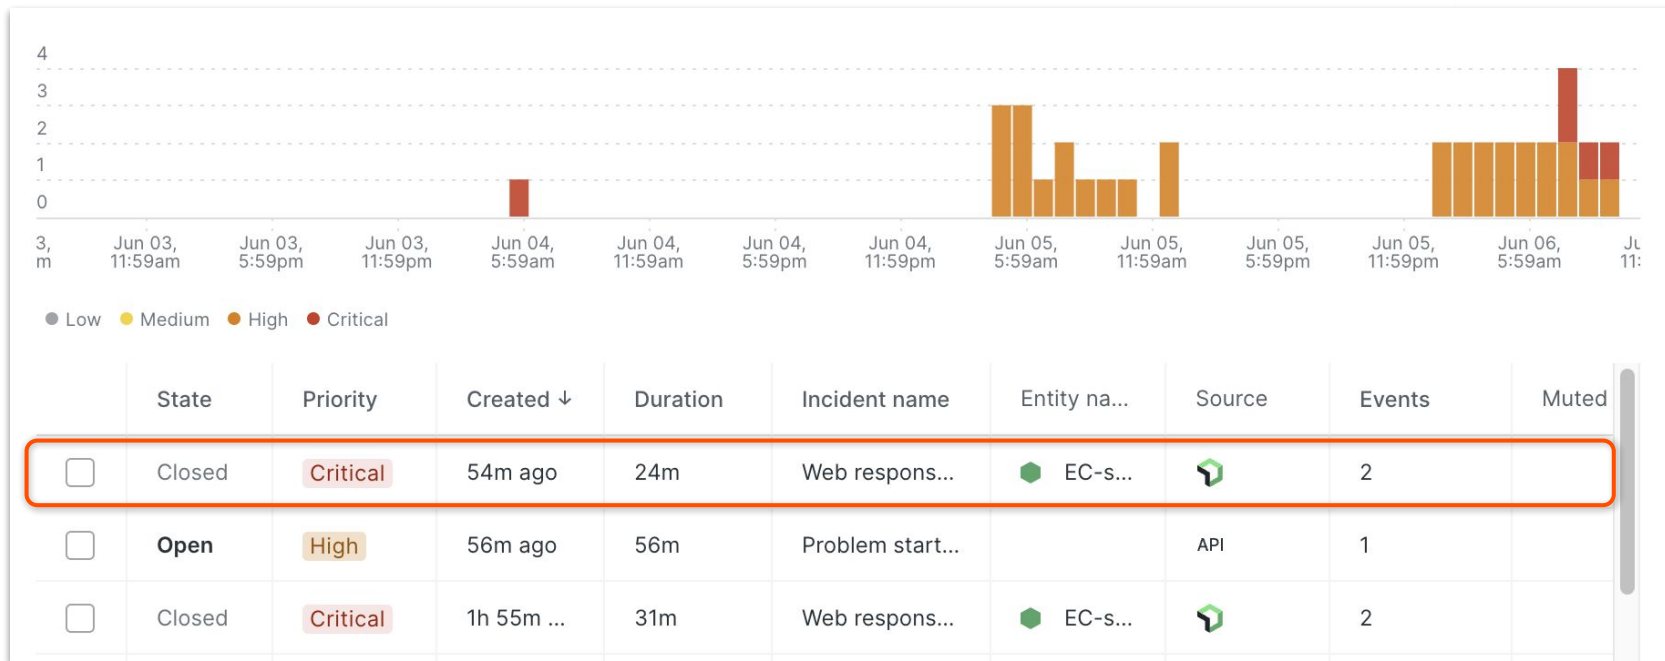 4
3
2
1
0
3, Jun 03, Jun 03, Jun 03, Jun 04, Jun 04, Jun 04, Jun 04, Jun 05, Jun 05, Jun 05, Jun 05, Jun 06,
m 11:59am 5:59pm 11:59pm 5:59am 11:59am 5:59pm 11:59pm 5:59am 11:59am 5:59pm 11:59pm 5:59am 11:
Low Medium High Critical
State Priority Created ↓ Duration Incident name Entity na... Source Events Muted
Closed Critical 54m ago 24m Web respons... EC-s... 2
Open High 56m ago 56m Problem start... API 1
Closed Critical 1h 55m ... 31m Web respons... EC-s... 2